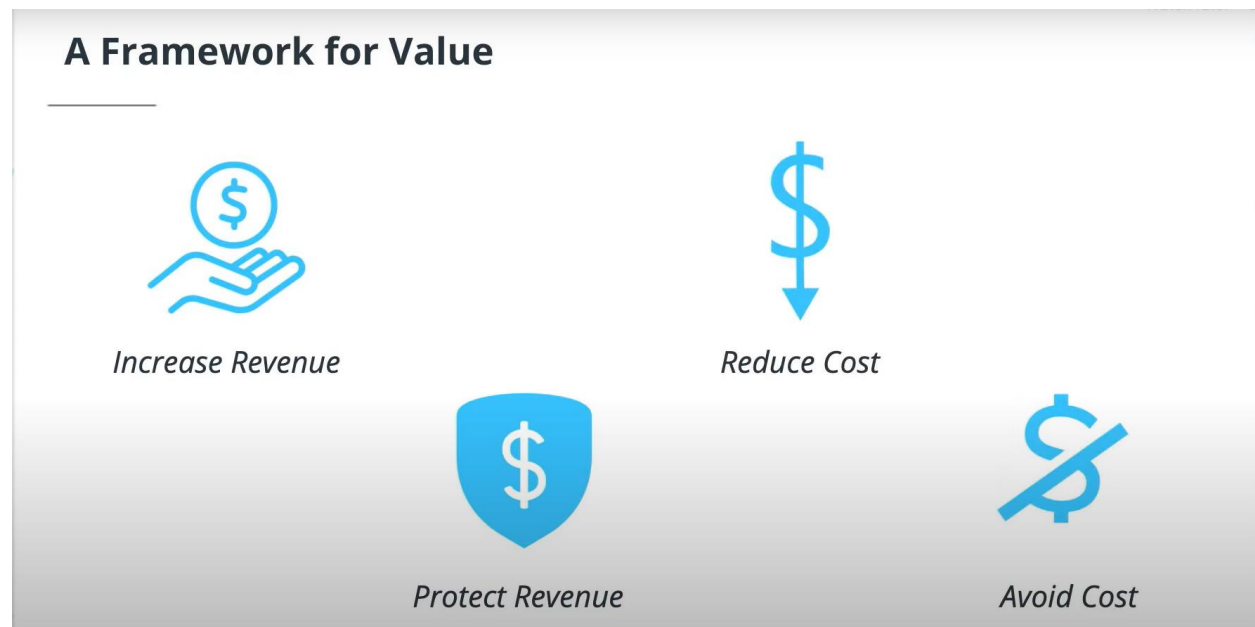 A Framework for Value
Increase Revenue
Reduce Cost
Protect Revenue
Avoid Cost